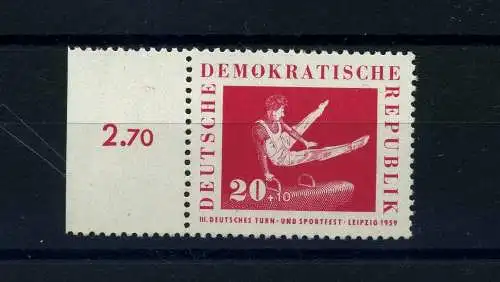 2.70
DEUTSCHE
DEMOKRATISCHE
REPUBLIK
20+10
III. DEUTSCHES TURN-UND SPORTFEST · LEIPZIG 1959